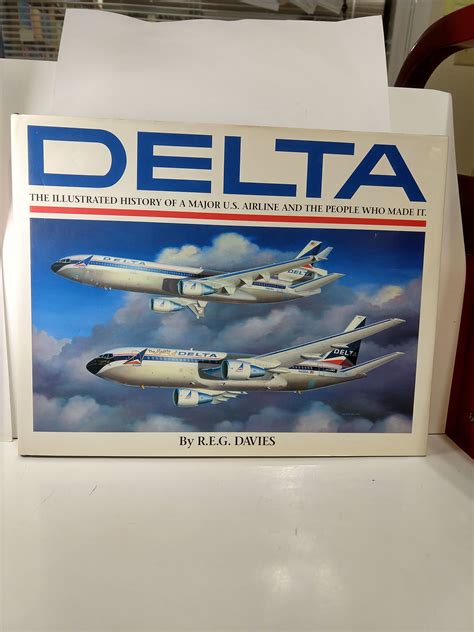 DELTA
THE ILLUSTRATED HISTORY OF A MAJOR U.S. AIRLINE AND THE PEOPLE WHO MADE IT.
DELTA
DELTA
By R.E.G. DAVIES